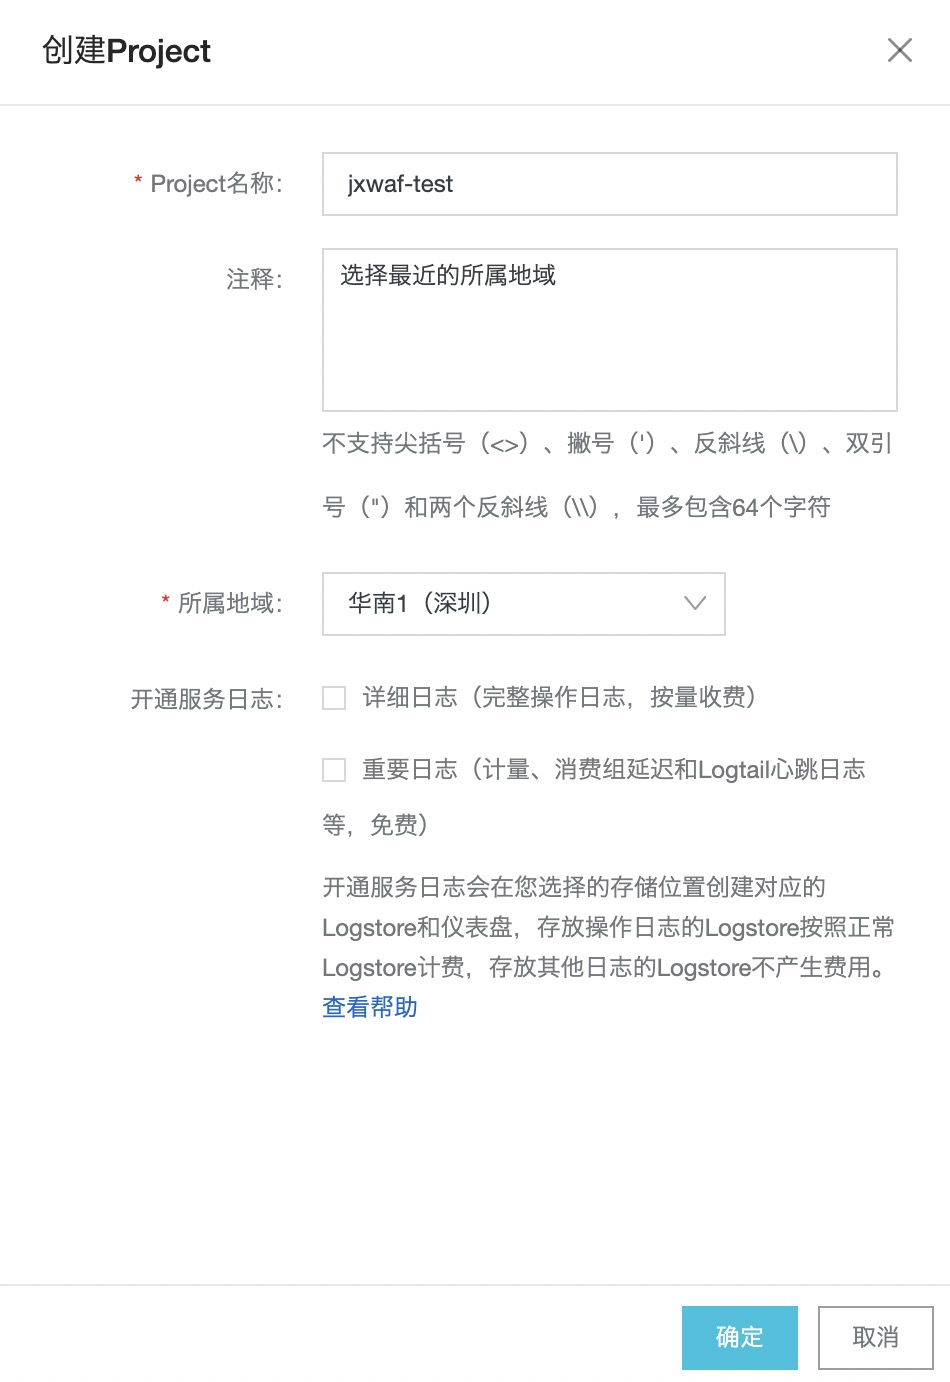 创建Project
* Project名称:
jxwaf-test
注释:
选择最近的所属地域
不支持尖括号（<>）、撇号（'）、反斜线（\）、双引
号（"）和两个反斜线（\\），最多包含64个字符
* 所属地域:
华南1（深圳）
开通服务日志:
详细日志（完整操作日志，按量收费）
重要日志（计量、消费组延迟和Logtail心跳日志
等，免费）
开通服务日志会在您选择的存储位置创建对应的
Logstore和仪表盘，存放操作日志的Logstore按照正常
Logstore计费，存放其他日志的Logstore不产生费用。
查看帮助
确定
取消